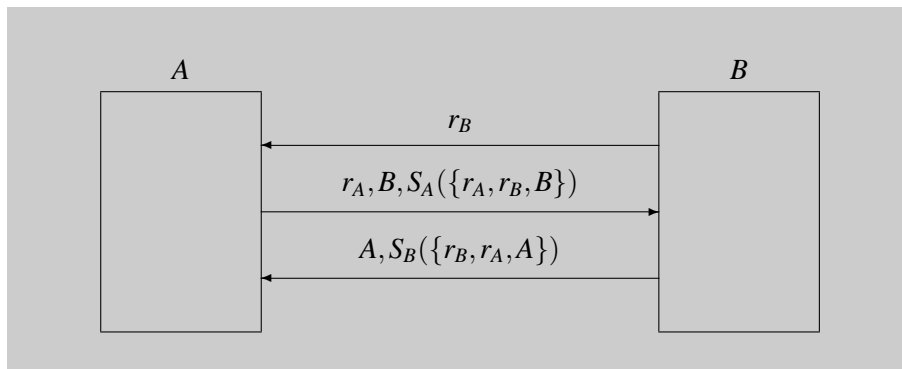 A B
r_B
r_A, B, S_A({r_A, r_B, B})
A, S_B({r_B, r_A, A})